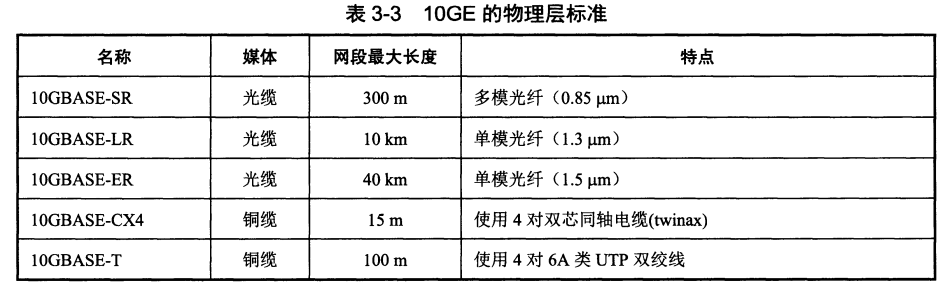 表 3-3 10GE 的物理层标准
名称 媒体 网段最大长度 特点
10GBASE-SR 光缆 300 m 多模光纤（0.85 μm）
10GBASE-LR 光缆 10 km 单模光纤（1.3 μm）
10GBASE-ER 光缆 40 km 单模光纤（1.5 μm）
10GBASE-CX4 铜缆 15 m 使用 4 对双芯同轴电缆(twinax)
10GBASE-T 铜缆 100 m 使用 4 对 6A 类 UTP 双绞线